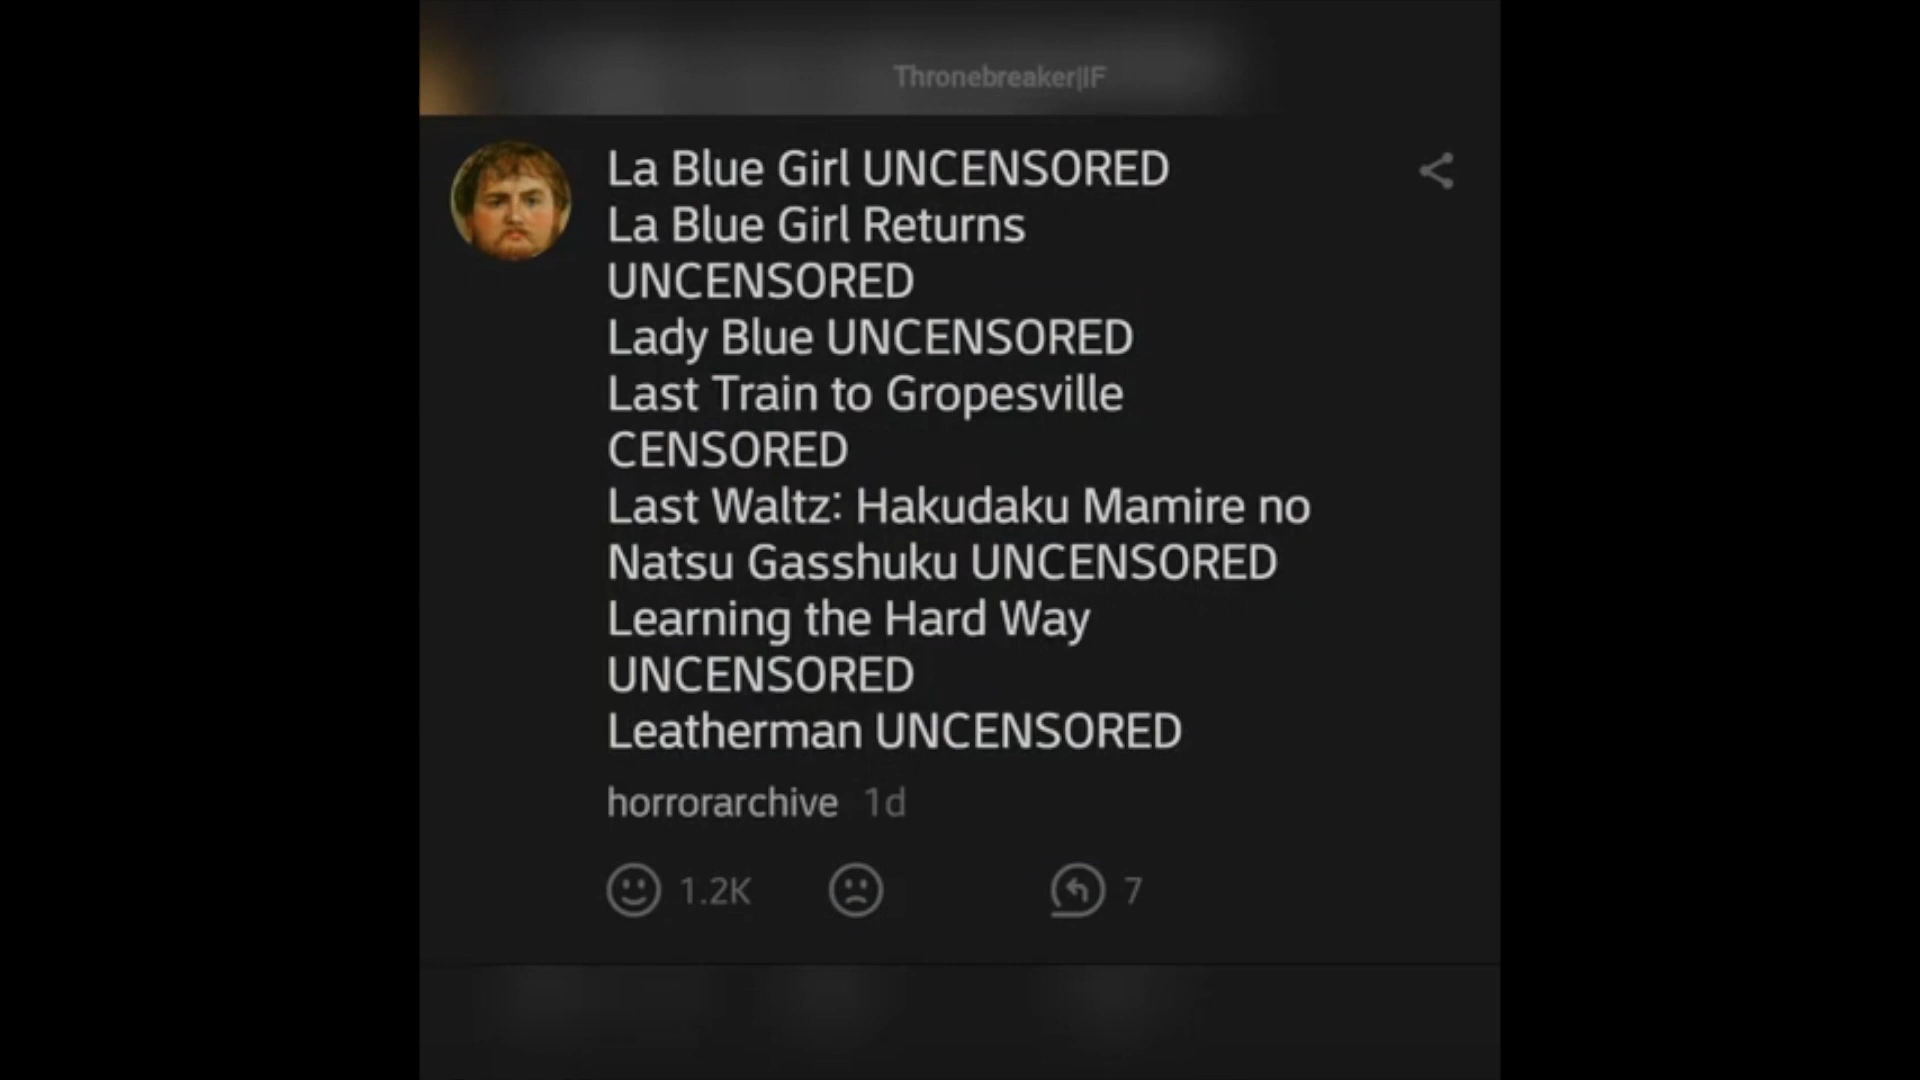 Thronebreaker|IF
La Blue Girl UNCENSORED
La Blue Girl Returns
UNCENSORED
Lady Blue UNCENSORED
Last Train to Gropesville
CENSORED
Last Waltz: Hakudaku Mamire no
Natsu Gasshuku UNCENSORED
Learning the Hard Way
UNCENSORED
Leatherman UNCENSORED
horrorarchive 1d
1.2K 7